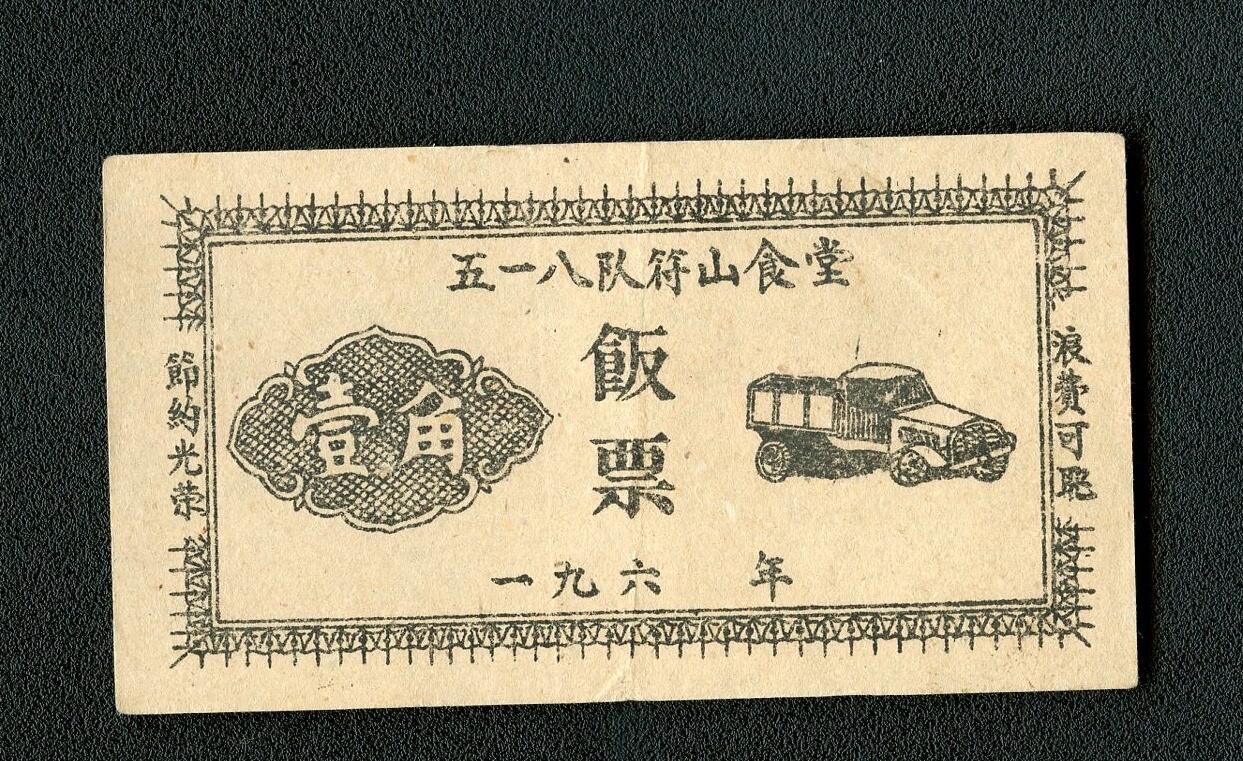 五一八队符山食堂
飯票
壹角
節約光荣
浪費可耻
一九六 年